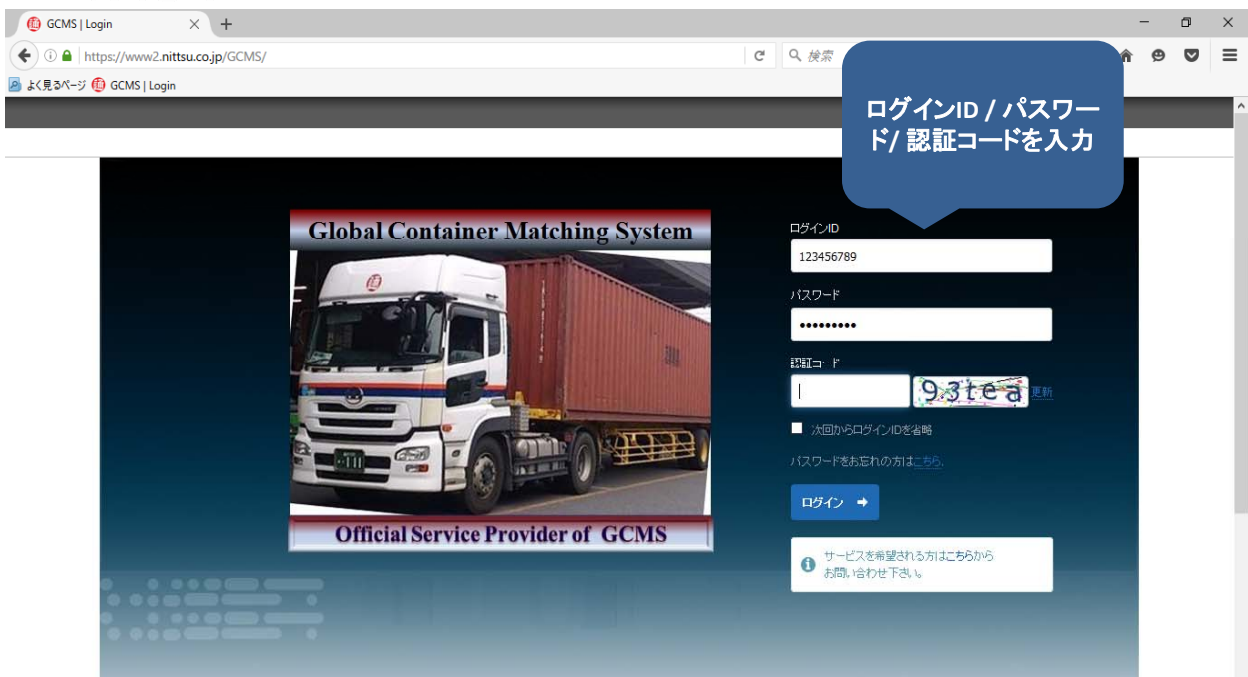 GCMS | Login
https://www2.nittsu.co.jp/GCMS/
検索
よく見るページ
GCMS | Login
ログインID / パスワー
ド/ 認証コードを入力
Global Container Matching System
Official Service Provider of GCMS
ログインID
123456789
パスワード
•••••••••
認証コード
93tea
更新
次回からログインIDを省略
パスワードをお忘れの方はこちら.
ログイン
サービスを希望される方はこちらから
お問い合わせ下さい。